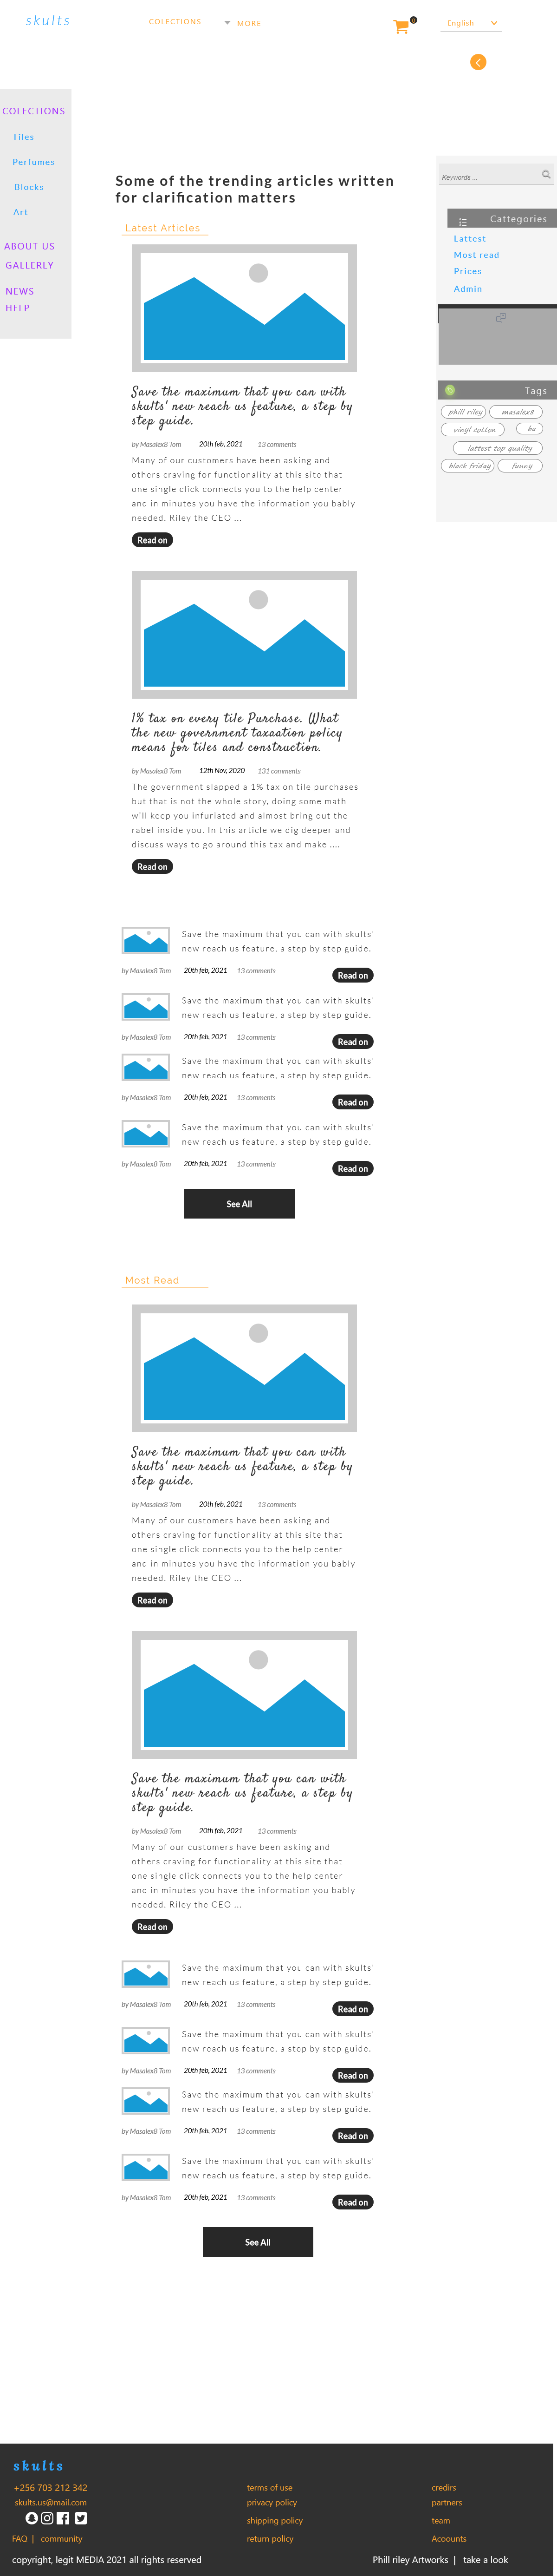 skults
COLECTIONS
MORE
0
English
COLECTIONS
Tiles
Perfumes
Blocks
Art
ABOUT US
GALLERLY
NEWS
HELP
Keywords ...
Cattegories
Lattest
Most read
Prices
Admin
Tags
phill riley
masalex8
vinyl cotton
ba
lattest top quality
black friday
funny
Some of the trending articles written
for clarification matters
Latest Articles
Save the maximum that you can with
skults' new reach us feature, a step by
step guide.
by Masalex8 Tom 20th feb, 2021 13 comments
Many of our customers have been asking and
others craving for functionality at this site that
one single click connects you to the help center
and in minutes you have the information you bably
needed. Riley the CEO ...
Read on
1% tax on every tile Purchase. What
the new government taxaation policy
means for tiles and construction.
by Masalex8 Tom 12th Nov, 2020 131 comments
The government slapped a 1% tax on tile purchases
but that is not the whole story, doing some math
will keep you infuriated and almost bring out the
rabel inside you. In this article we dig deeper and
discuss ways to go around this tax and make ....
Read on
Save the maximum that you can with skults'
new reach us feature, a step by step guide.
by Masalex8 Tom 20th feb, 2021 13 comments
Read on
Save the maximum that you can with skults'
new reach us feature, a step by step guide.
by Masalex8 Tom 20th feb, 2021 13 comments
Read on
Save the maximum that you can with skults'
new reach us feature, a step by step guide.
by Masalex8 Tom 20th feb, 2021 13 comments
Read on
Save the maximum that you can with skults'
new reach us feature, a step by step guide.
by Masalex8 Tom 20th feb, 2021 13 comments
Read on
See All
Most Read
Save the maximum that you can with
skults' new reach us feature, a step by
step guide.
by Masalex8 Tom 20th feb, 2021 13 comments
Many of our customers have been asking and
others craving for functionality at this site that
one single click connects you to the help center
and in minutes you have the information you bably
needed. Riley the CEO ...
Read on
Save the maximum that you can with
skults' new reach us feature, a step by
step guide.
by Masalex8 Tom 20th feb, 2021 13 comments
Many of our customers have been asking and
others craving for functionality at this site that
one single click connects you to the help center
and in minutes you have the information you bably
needed. Riley the CEO ...
Read on
Save the maximum that you can with skults'
new reach us feature, a step by step guide.
by Masalex8 Tom 20th feb, 2021 13 comments
Read on
Save the maximum that you can with skults'
new reach us feature, a step by step guide.
by Masalex8 Tom 20th feb, 2021 13 comments
Read on
Save the maximum that you can with skults'
new reach us feature, a step by step guide.
by Masalex8 Tom 20th feb, 2021 13 comments
Read on
Save the maximum that you can with skults'
new reach us feature, a step by step guide.
by Masalex8 Tom 20th feb, 2021 13 comments
Read on
See All
skults
+256 703 212 342
skults.us@mail.com
FAQ | community
terms of use
privacy policy
shipping policy
return policy
credirs
partners
team
Acoounts
copyright, legit MEDIA 2021 all rights reserved
Phill riley Artworks | take a look